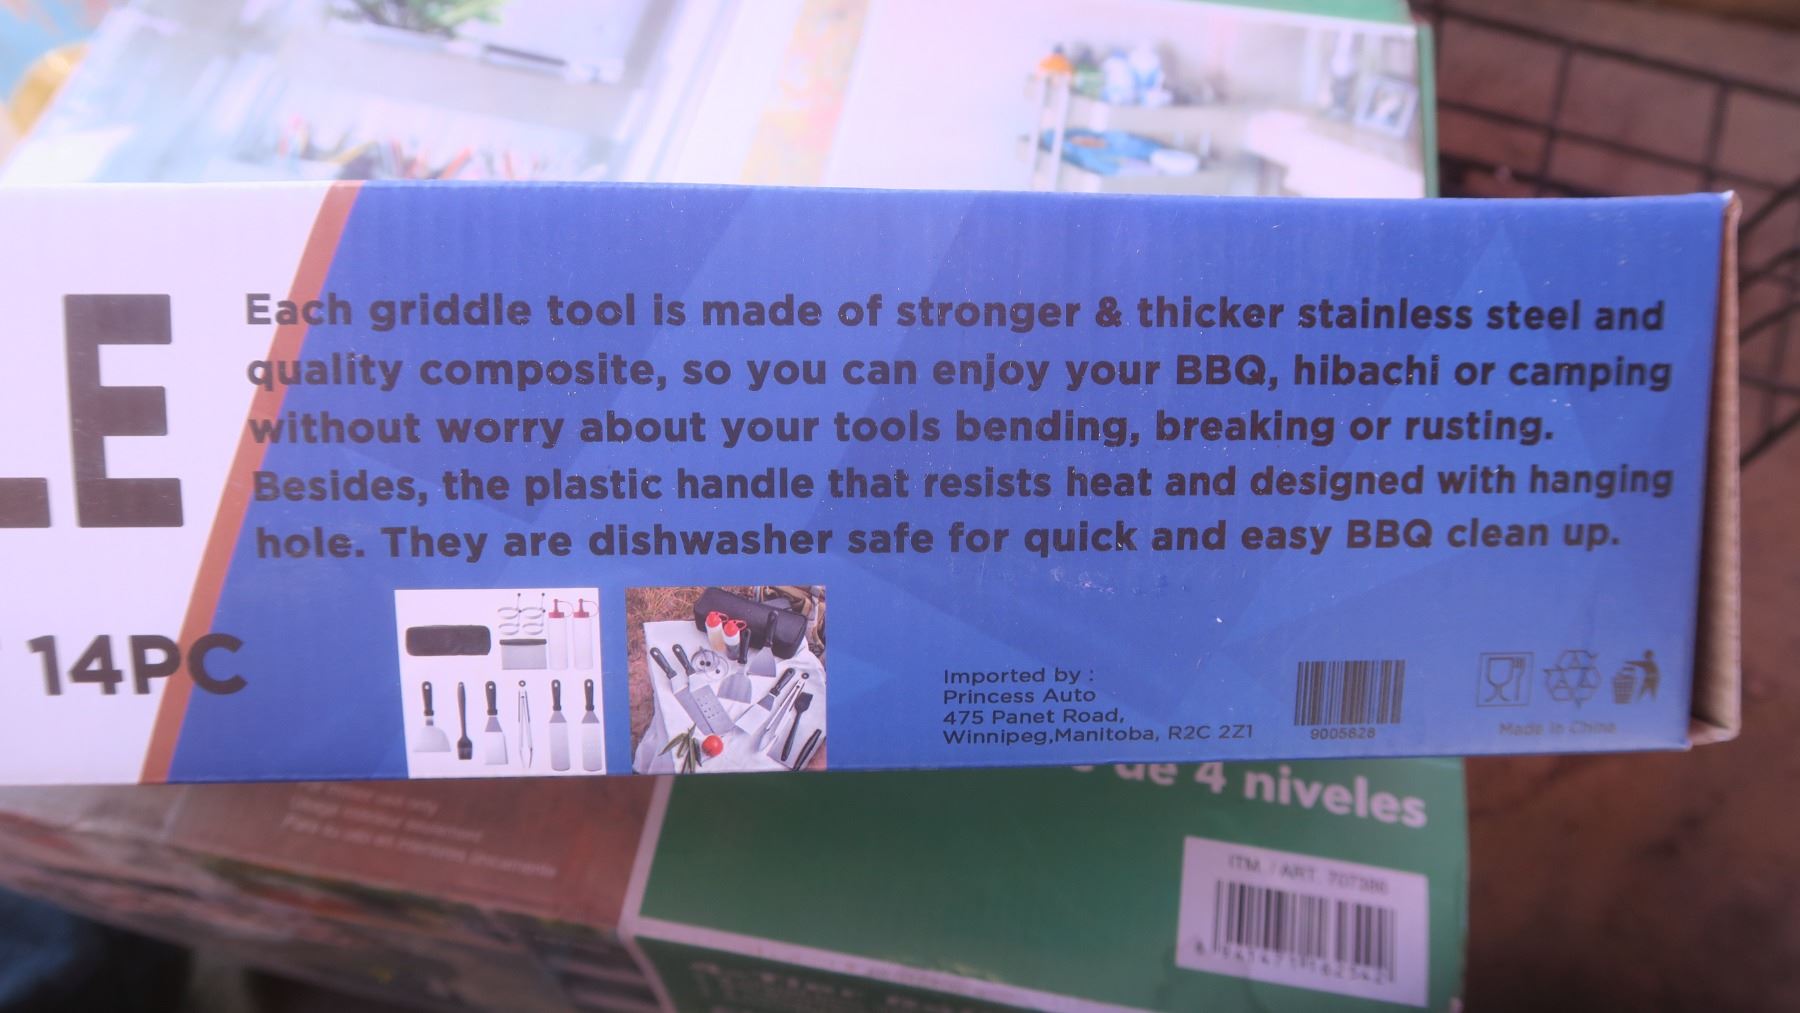 LE
14PC
Each griddle tool is made of stronger & thicker stainless steel and
quality composite, so you can enjoy your BBQ, hibachi or camping
without worry about your tools bending, breaking or rusting.
Besides, the plastic handle that resists heat and designed with hanging
hole. They are dishwasher safe for quick and easy BBQ clean up.
Imported by :
Princess Auto
475 Panet Road,
Winnipeg,Manitoba, R2C 2Z1
9005628
Made in China
de 4 niveles
ITM. / ART. 707386